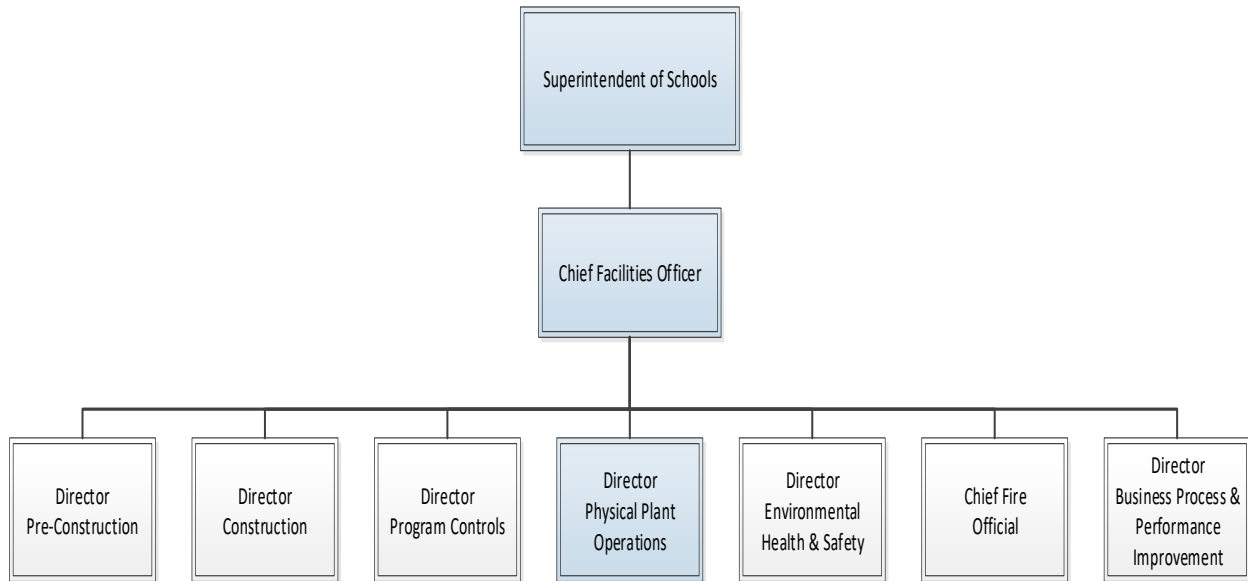 Superintendent of Schools
Chief Facilities Officer
Director
Pre-Construction
Director
Construction
Director
Program Controls
Director
Physical Plant
Operations
Director
Environmental
Health & Safety
Chief Fire
Official
Director
Business Process &
Performance
Improvement